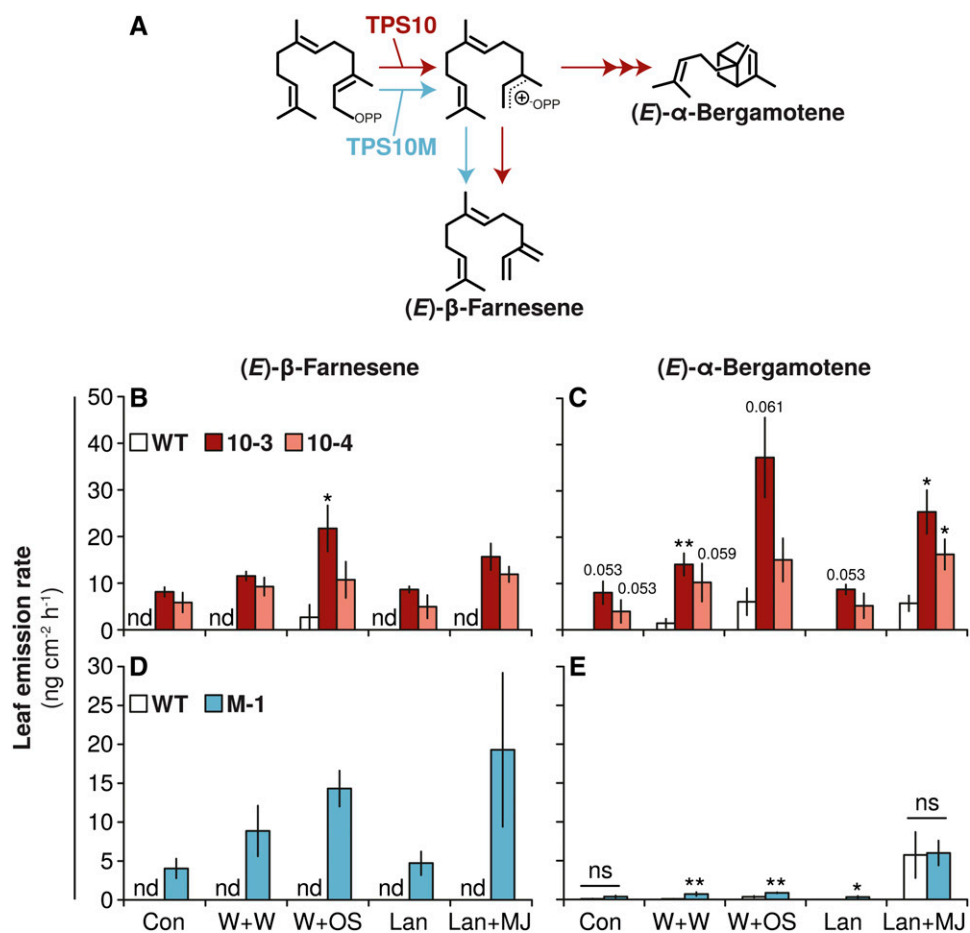 A
TPS10
TPS10M
OPP
⊕ -OPP
(E)-α-Bergamotene
(E)-β-Farnesene
(E)-β-Farnesene
(E)-α-Bergamotene
Leaf emission rate
(ng cm⁻² h⁻¹)
B
50
40
30
20
10
0
WT 10-3 10-4
*
nd nd nd nd
C
0.053 0.053 ** 0.059 0.061 0.053 * *
D
30
25
20
15
10
5
0
WT M-1
nd nd nd nd nd
Con W+W W+OS Lan Lan+MJ
E
ns ** ** * ns
Con W+W W+OS Lan Lan+MJ